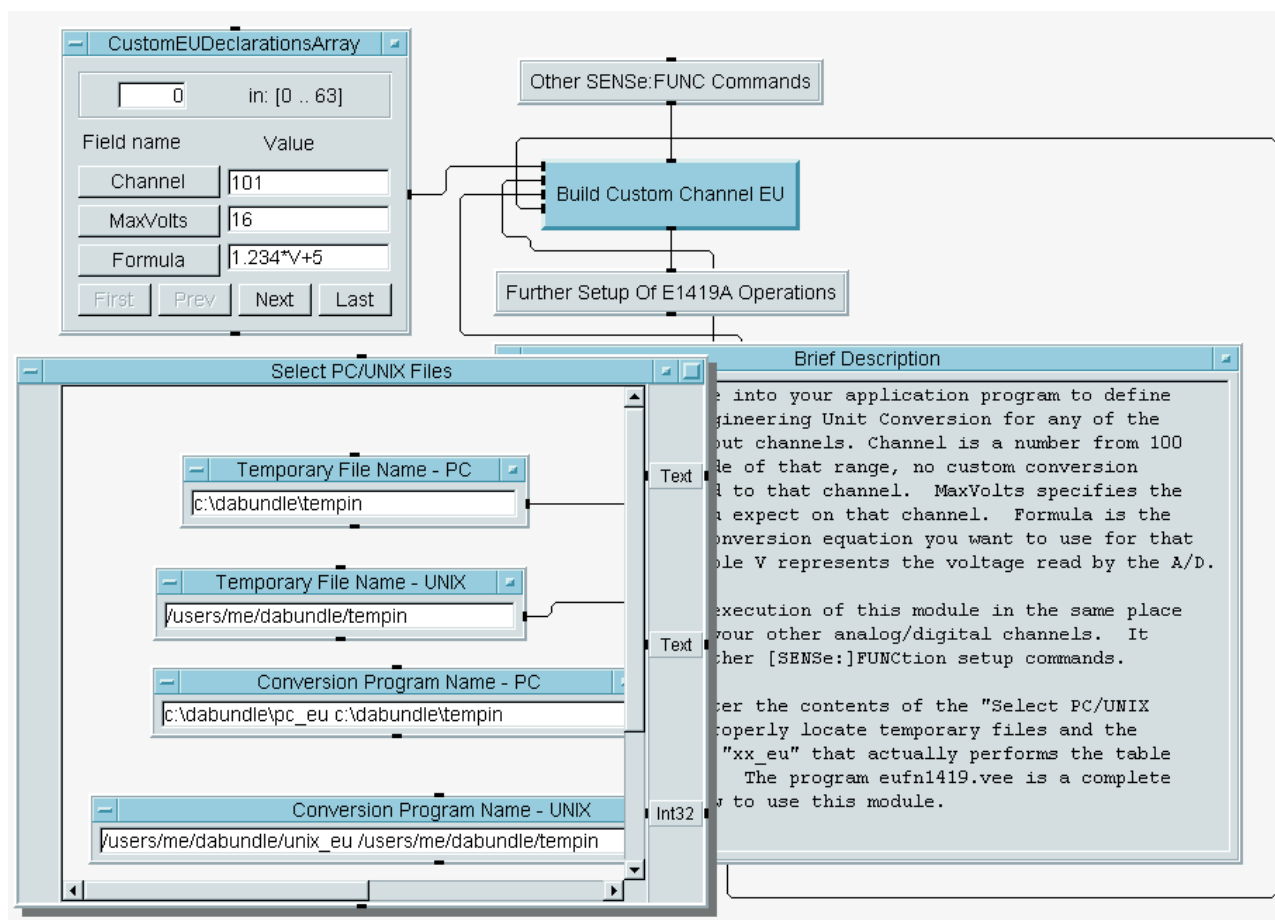 CustomEUDeclarationsArray
0 in: [0 .. 63]
Field name Value
Channel 101
MaxVolts 16
Formula 1.234*V+5
First Prev Next Last
Other SENSe:FUNC Commands
Build Custom Channel EU
Further Setup Of E1419A Operations
Select PC/UNIX Files
Temporary File Name - PC
c:\dabundle\tempin
Temporary File Name - UNIX
/users/me/dabundle/tempin
Conversion Program Name - PC
c:\dabundle\pc_eu c:\dabundle\tempin
Conversion Program Name - UNIX
/users/me/dabundle/unix_eu /users/me/dabundle/tempin
Text
Text
Int32
Brief Description
into your application program to define
Engineering Unit Conversion for any of the
channels. Channel is a number from 100
of that range, no custom conversion
to that channel. MaxVolts specifies the
expect on that channel. Formula is the
conversion equation you want to use for that
V represents the voltage read by the A/D.
execution of this module in the same place
your other analog/digital channels. It
other [SENSe:]FUNCtion setup commands.
the contents of the "Select PC/UNIX
properly locate temporary files and the
"xx_eu" that actually performs the table
The program eufn1419.vee is a complete
to use this module.